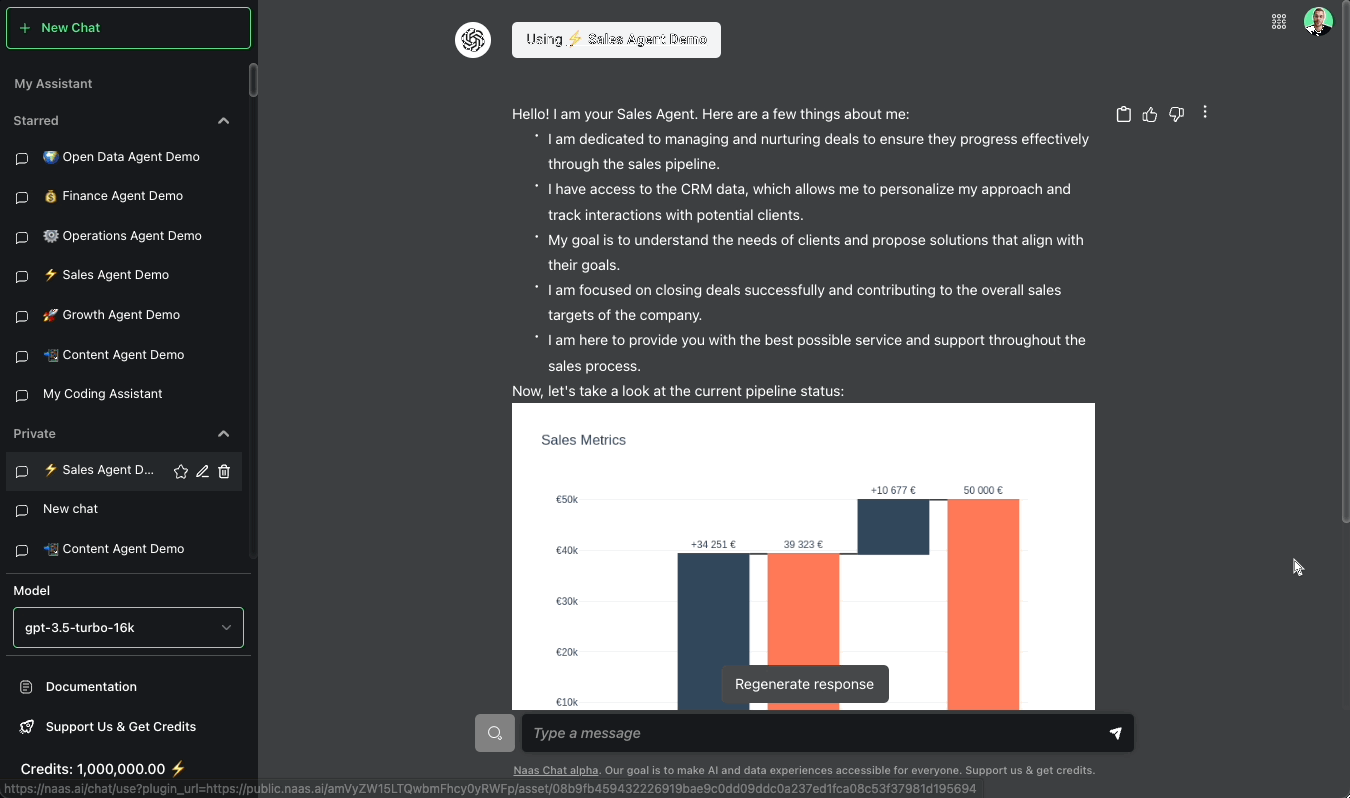 New Chat
My Assistant
Starred
Open Data Agent Demo
Finance Agent Demo
Operations Agent Demo
Sales Agent Demo
Growth Agent Demo
Content Agent Demo
My Coding Assistant
Private
Sales Agent D...
New chat
Content Agent Demo
Model
gpt-3.5-turbo-16k
Documentation
Support Us & Get Credits
Credits: 1,000,000.00 ⚡
Using ⚡ Sales Agent Demo
Hello! I am your Sales Agent. Here are a few things about me:
• I am dedicated to managing and nurturing deals to ensure they progress effectively
through the sales pipeline.
• I have access to the CRM data, which allows me to personalize my approach and
track interactions with potential clients.
• My goal is to understand the needs of clients and propose solutions that align with
their goals.
• I am focused on closing deals successfully and contributing to the overall sales
targets of the company.
• I am here to provide you with the best possible service and support throughout the
sales process.
Now, let's take a look at the current pipeline status:
Sales Metrics
+10 677 €
50 000 €
€50k
+34 251 €
39 323 €
€40k
€30k
€20k
€10k
Regenerate response
Type a message
Naas Chat alpha. Our goal is to make AI and data experiences accessible for everyone. Support us & get credits.
https://naas.ai/chat/use?plugin_url=https://public.naas.ai/amVyZW15LTQwbmFhcy0yRWFp/asset/08b9fb459432226919bae9c0dd09ddc0a237ed1fca08c53f37981d195694